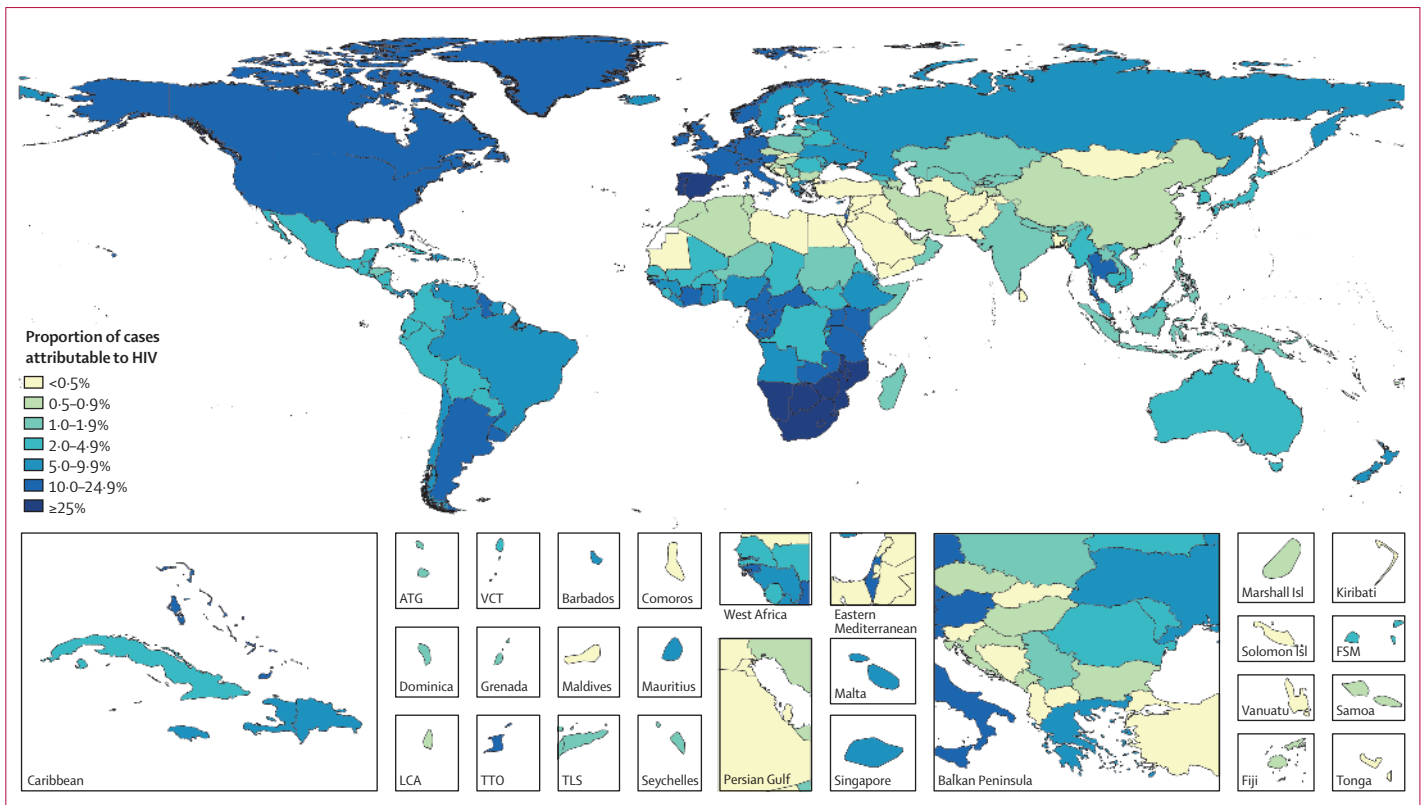 Proportion of cases
attributable to HIV
<0·5%
0·5–0·9%
1·0–1·9%
2·0–4·9%
5·0–9·9%
10·0–24·9%
≥25%
Caribbean
ATG
VCT
Barbados
Comoros
West Africa
Eastern
Mediterranean
Dominica
Grenada
Maldives
Mauritius
Malta
LCA
TTO
TLS
Seychelles
Persian Gulf
Singapore
Balkan Peninsula
Marshall Isl
Kiribati
Solomon Isl
FSM
Vanuatu
Samoa
Fiji
Tonga